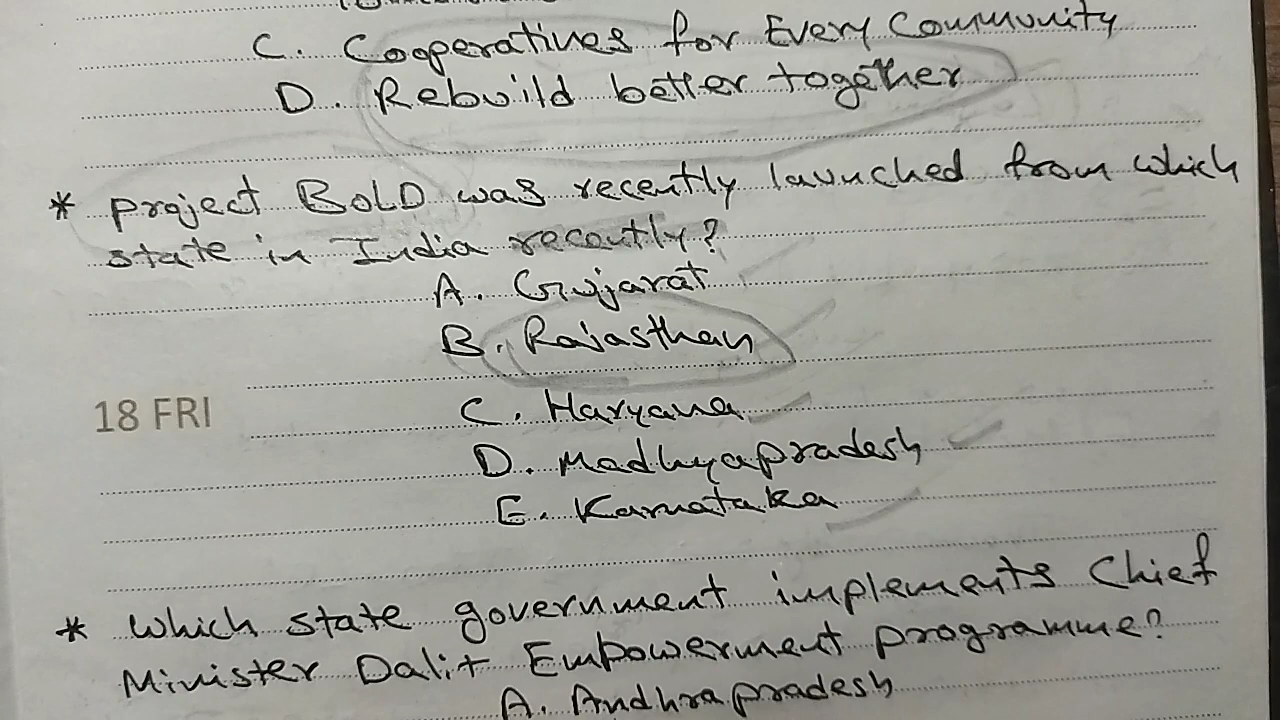 C. Cooperatives for Every Community
D. Rebuild better together
* project BOLD was recently launched from which
state in India recently?
A. Gujarat
B. Rajasthan
18 FRI
C. Haryana
D. Madhyapradesh
E. Karnataka
* Which state government implements Chief
Minister Dalit Empowerment programme?
A. Andhrapradesh